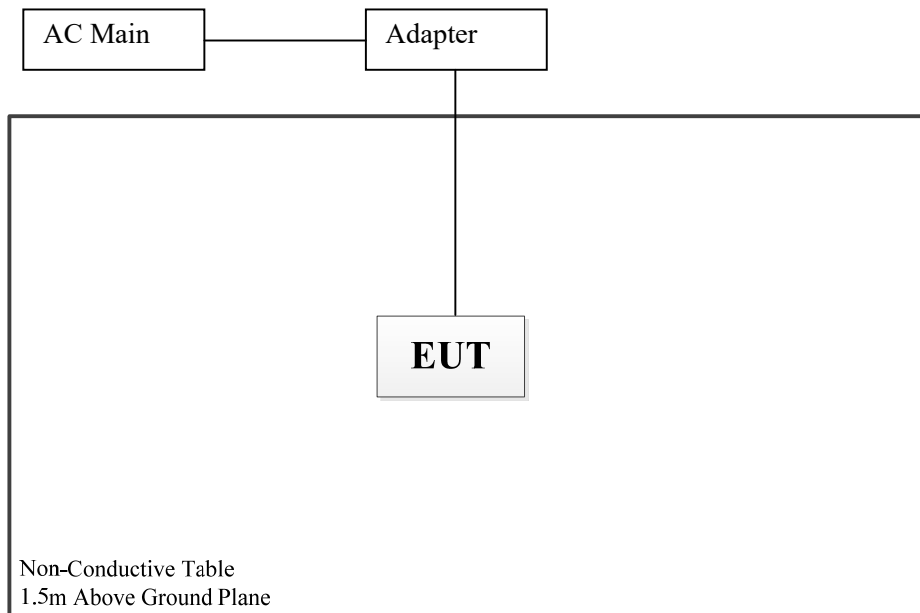 AC Main
Adapter
EUT
Non-Conductive Table
1.5m Above Ground Plane